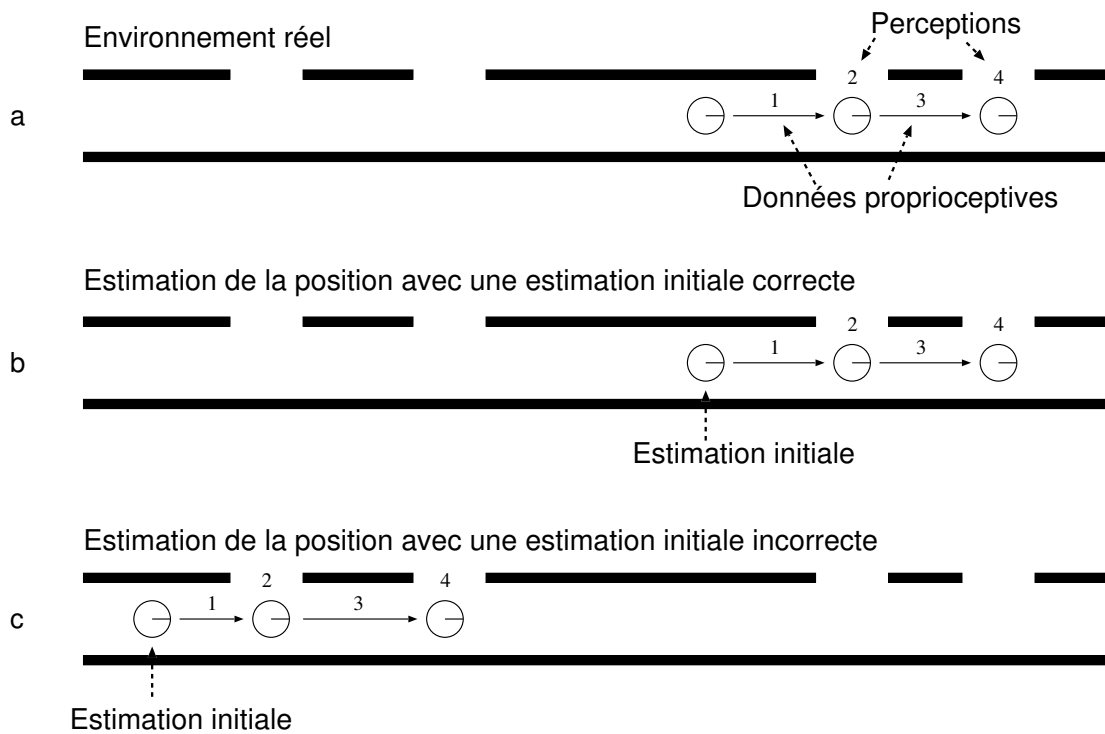 Environnement réel
Perceptions
2 4
a
1 3
Données proprioceptives
Estimation de la position avec une estimation initiale correcte
2 4
b
1 3
Estimation initiale
Estimation de la position avec une estimation initiale incorrecte
2 4
c
1 3
Estimation initiale